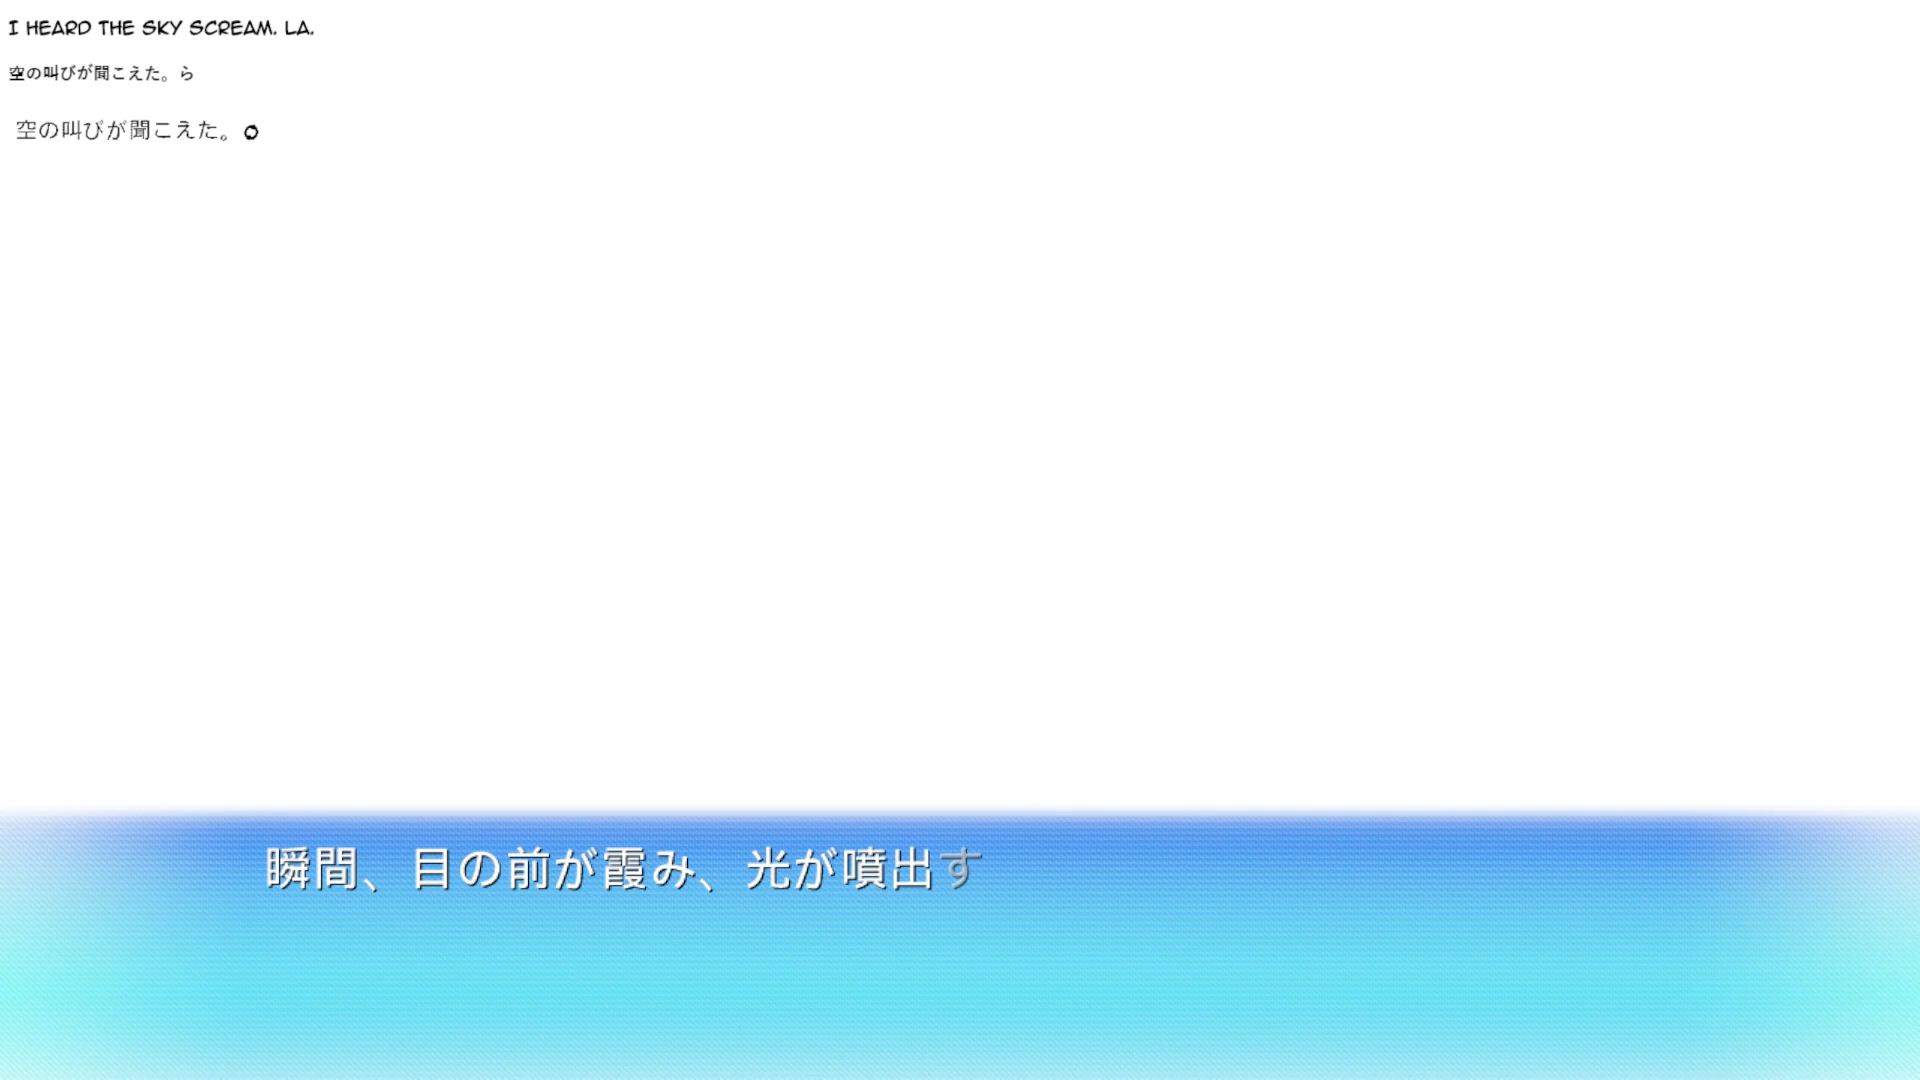 I HEARD THE SKY SCREAM. LA.
空の叫びが聞こえた。ら
空の叫びが聞こえた。
瞬間、目の前が霞み、光が噴出す